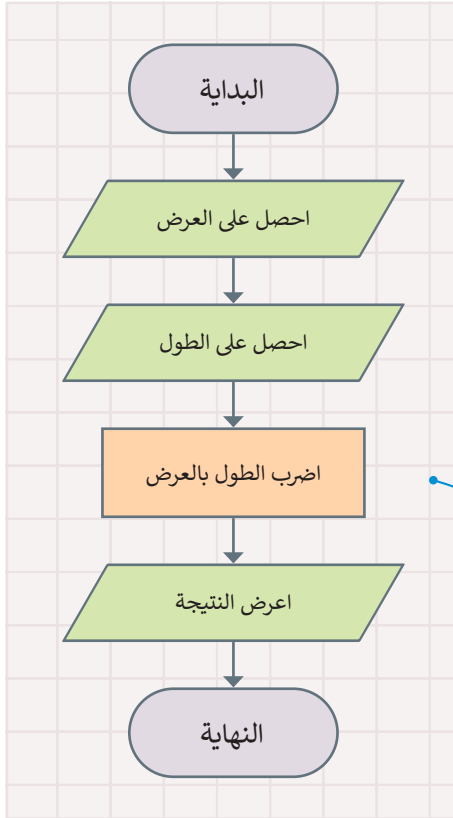 البداية
احصل على العرض
احصل على الطول
اضرب الطول بالعرض
اعرض النتيجة
النهاية